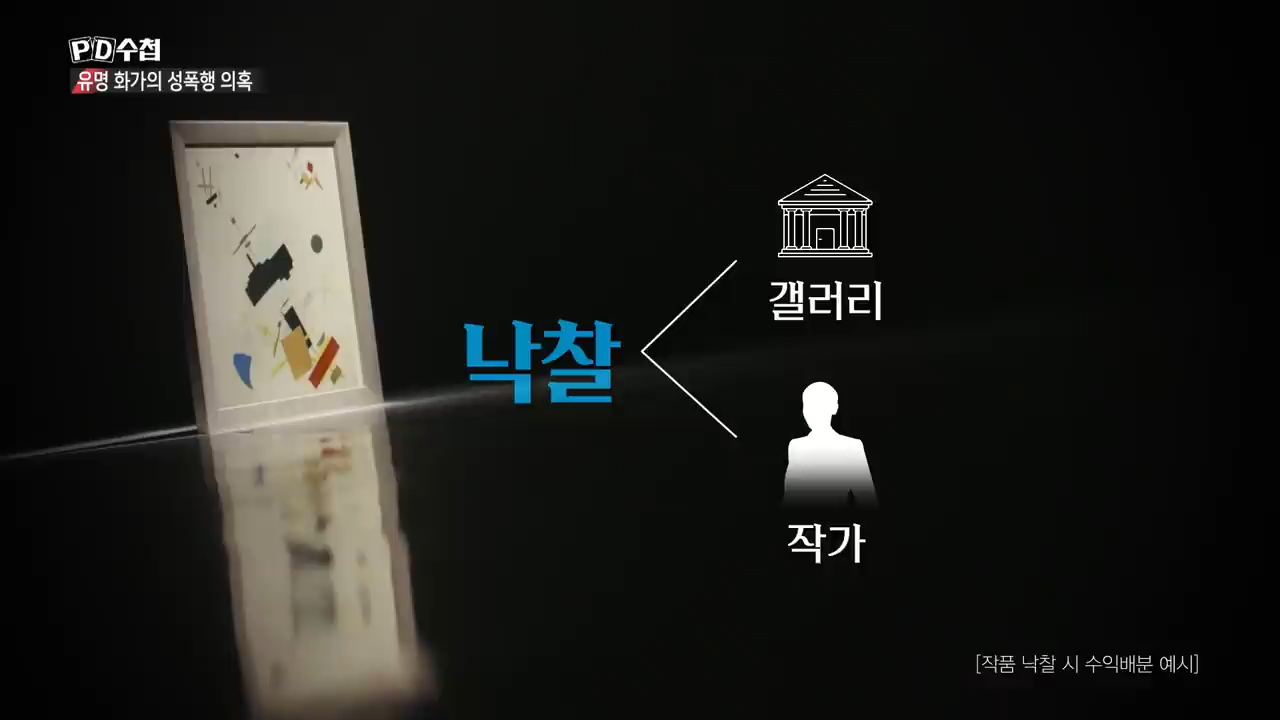 PD수첩
유명 화가의 성폭행 의혹
갤러리
낙찰
작가
[작품 낙찰 시 수익배분 예시]